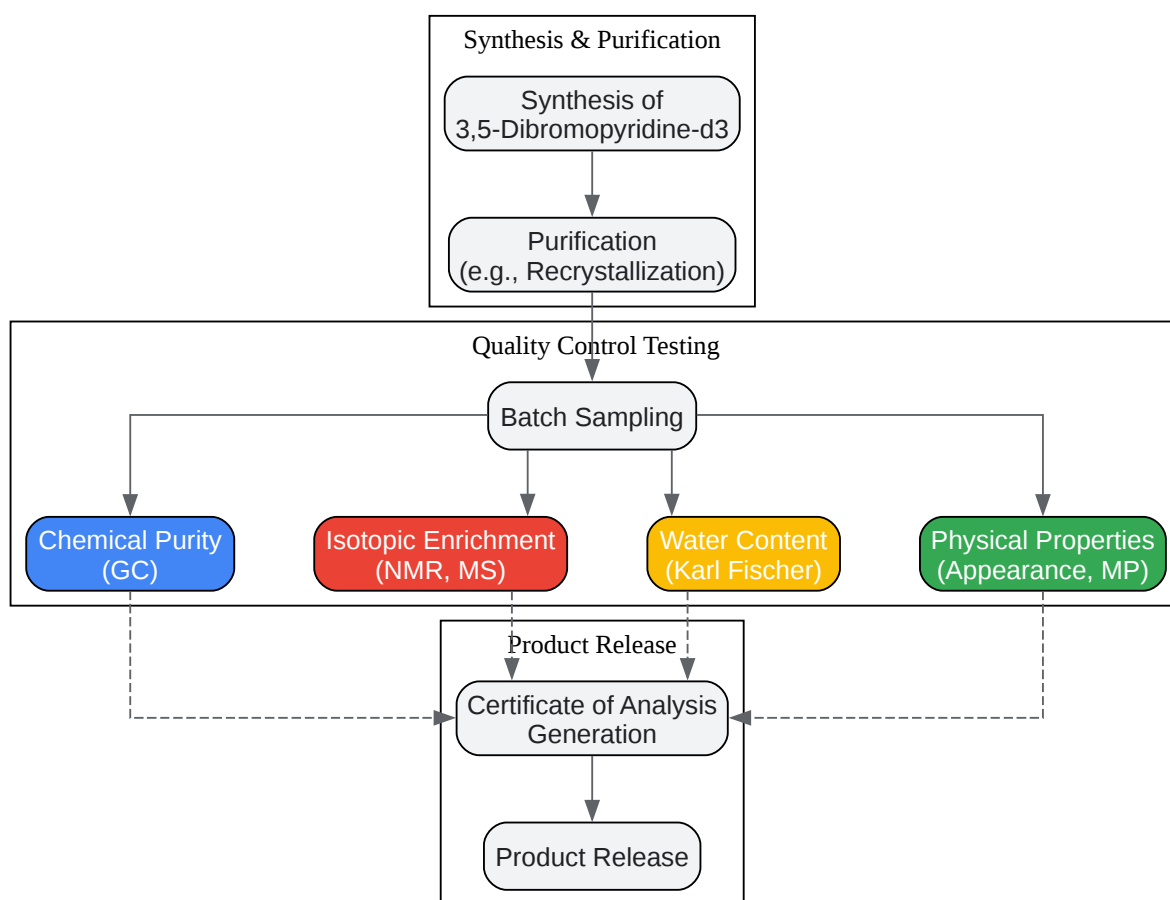 Synthesis & Purification
Synthesis of
3,5-Dibromopyridine-d3
Purification
(e.g., Recrystallization)
Quality Control Testing
Batch Sampling
Chemical Purity
(GC)
Isotopic Enrichment
(NMR, MS)
Water Content
(Karl Fischer)
Physical Properties
(Appearance, MP)
Product Release
Certificate of Analysis
Generation
Product Release